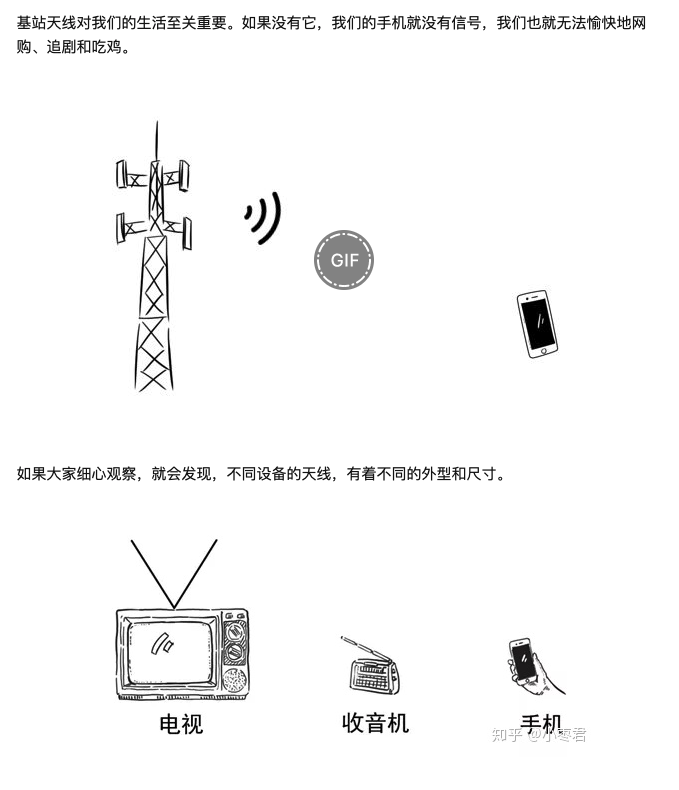 基站天线对我们的生活至关重要。如果没有它，我们的手机就没有信号，我们也就无法愉快地网
购、追剧和吃鸡。
GIF
如果大家细心观察，就会发现，不同设备的天线，有着不同的外型和尺寸。
电视
收音机
手机
知乎 @小枣君